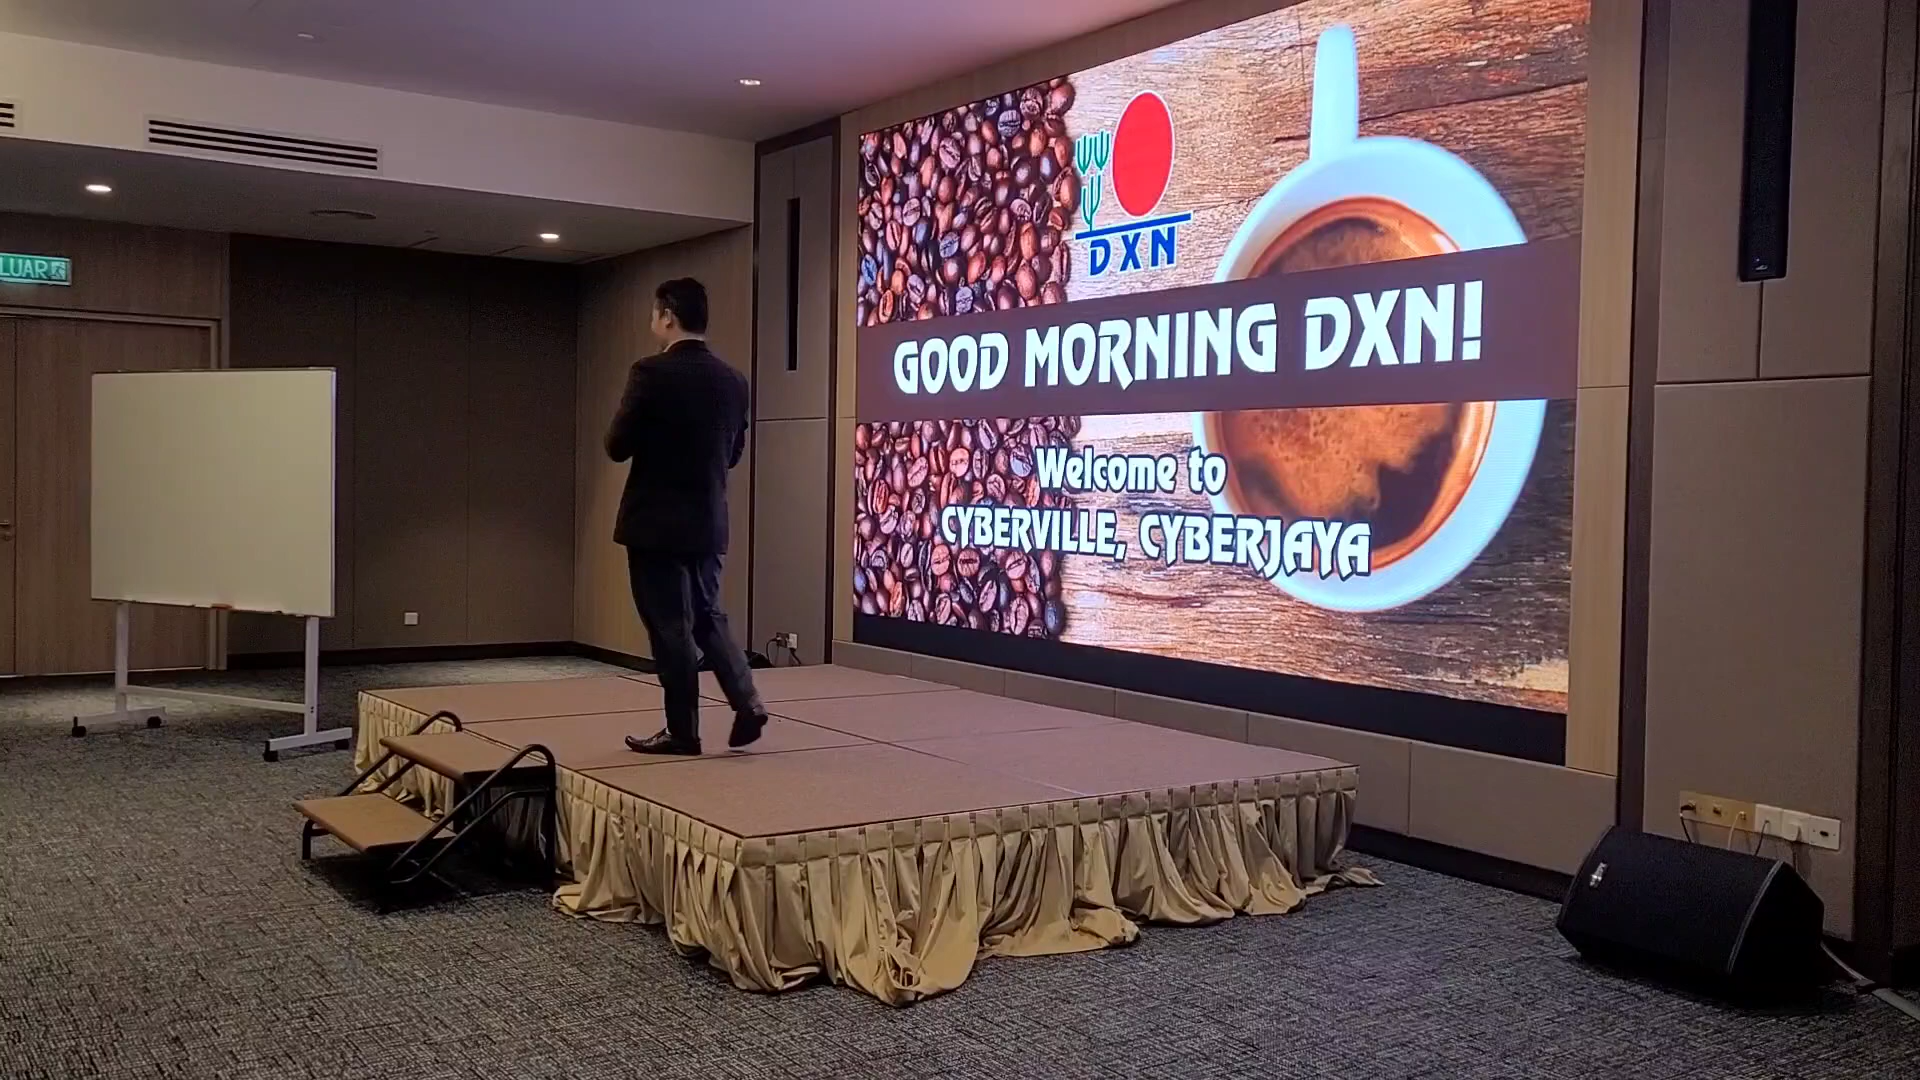 LUAR
DXN
GOOD MORNING DXN!
Welcome to
CYBERVILLE, CYBERJAYA